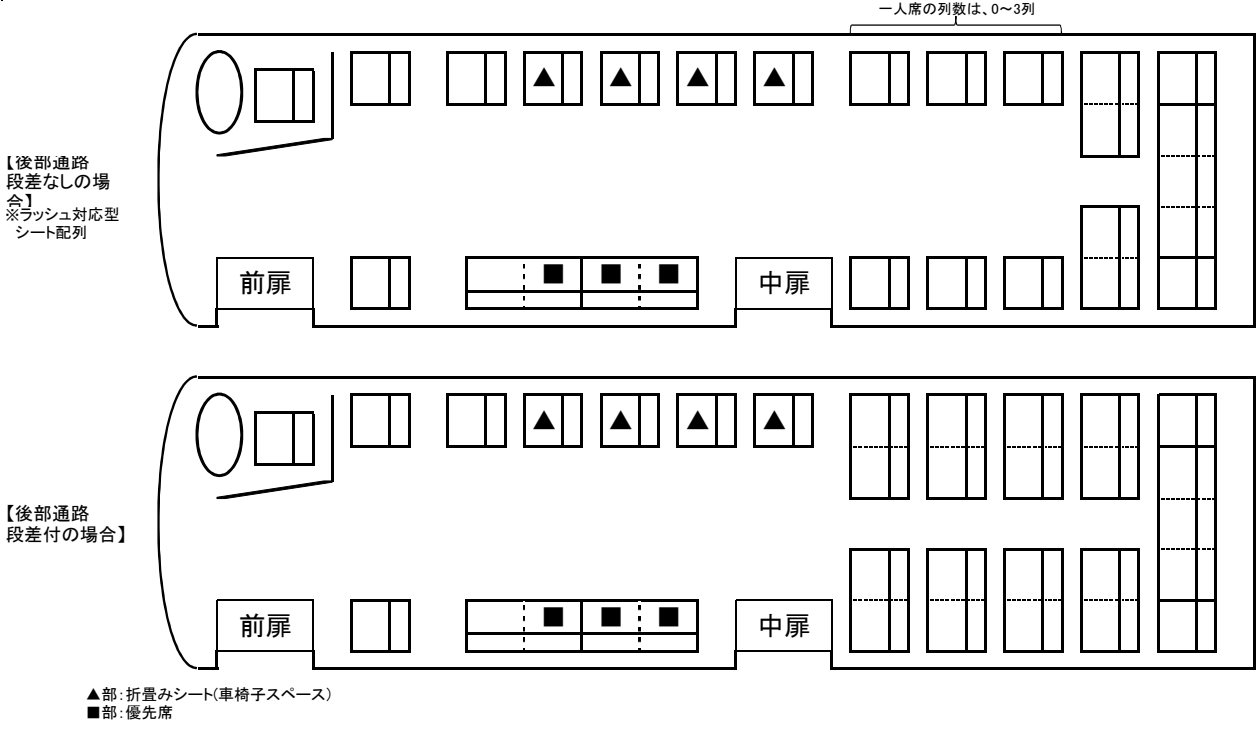 一人席の列数は、0～3列
【後部通路
段差なしの場
合】
※ラッシュ対応型
シート配列
前扉
中扉
【後部通路
段差付の場合】
前扉
中扉
▲部：折畳みシート(車椅子スペース)
■部：優先席